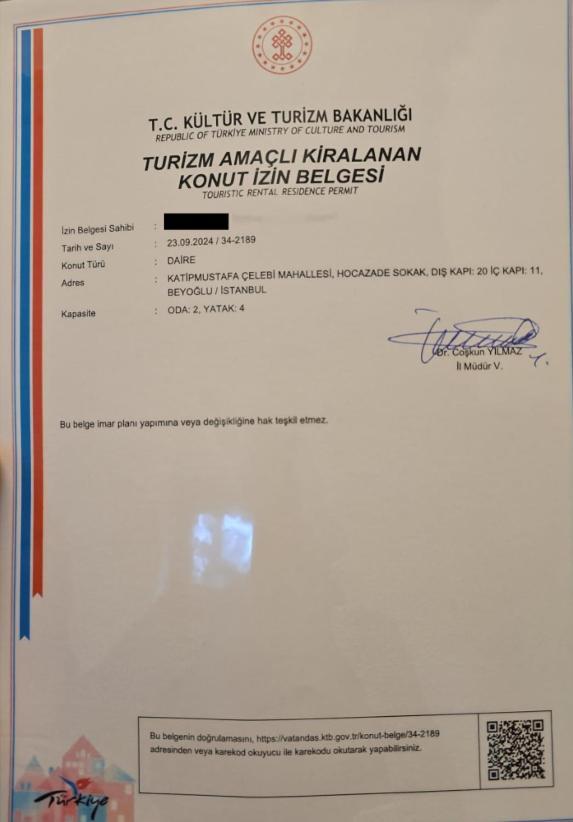 T.C. KÜLTÜR VE TURİZM BAKANLIĞI
REPUBLIC OF TÜRKİYE MINISTRY OF CULTURE AND TOURISM
TURİZM AMAÇLI KİRALANAN
KONUT İZİN BELGESİ
TOURISTIC RENTAL RESIDENCE PERMIT
İzin Belgesi Sahibi :
Tarih ve Sayı : 23.09.2024 / 34-2189
Konut Türü : DAİRE
Adres : KATİPMUSTAFA ÇELEBİ MAHALLESİ, HOCAZADE SOKAK, DIŞ KAPI: 20 İÇ KAPI: 11,
BEYOĞLU / İSTANBUL
Kapasite : ODA: 2, YATAK: 4
Dr. Coşkun YILMAZ
İl Müdür V.
Bu belge imar planı yapımına veya değişikliğine hak teşkil etmez.
Bu belgenin doğrulamasını, https://vatandas.ktb.gov.tr/konut-belge/34-2189
adresinden veya karekod okuyucu ile karekodu okutarak yapabilirsiniz.
Türkiye